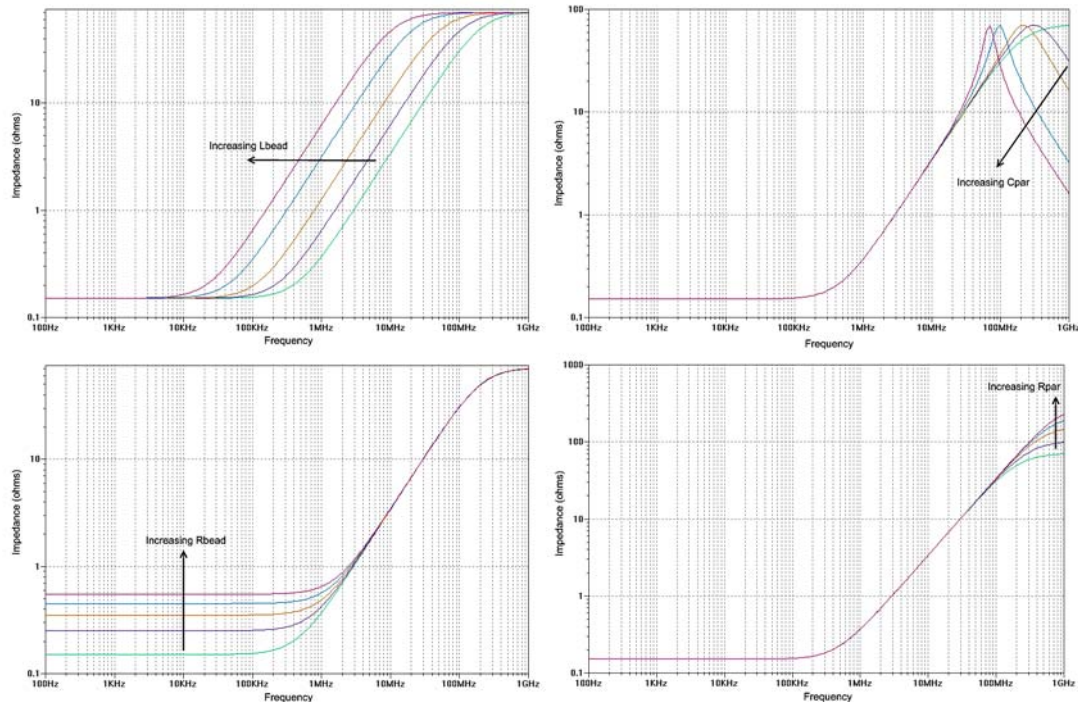 Impedance (ohms)
10
1
0.1
Increasing Lbead
100Hz 1KHz 10KHz 100KHz 1MHz 10MHz 100MHz 1GHz
Frequency
Impedance (ohms)
100
10
1
0.1
Increasing Cpar
100Hz 1KHz 10KHz 100KHz 1MHz 10MHz 100MHz 1GHz
Frequency
Impedance (ohms)
10
1
0.1
Increasing Rbead
100Hz 1KHz 10KHz 100KHz 1MHz 10MHz 100MHz 1GHz
Frequency
Impedance (ohms)
1000
100
10
1
0.1
Increasing Rpar
100Hz 1KHz 10KHz 100KHz 1MHz 10MHz 100MHz 1GHz
Frequency